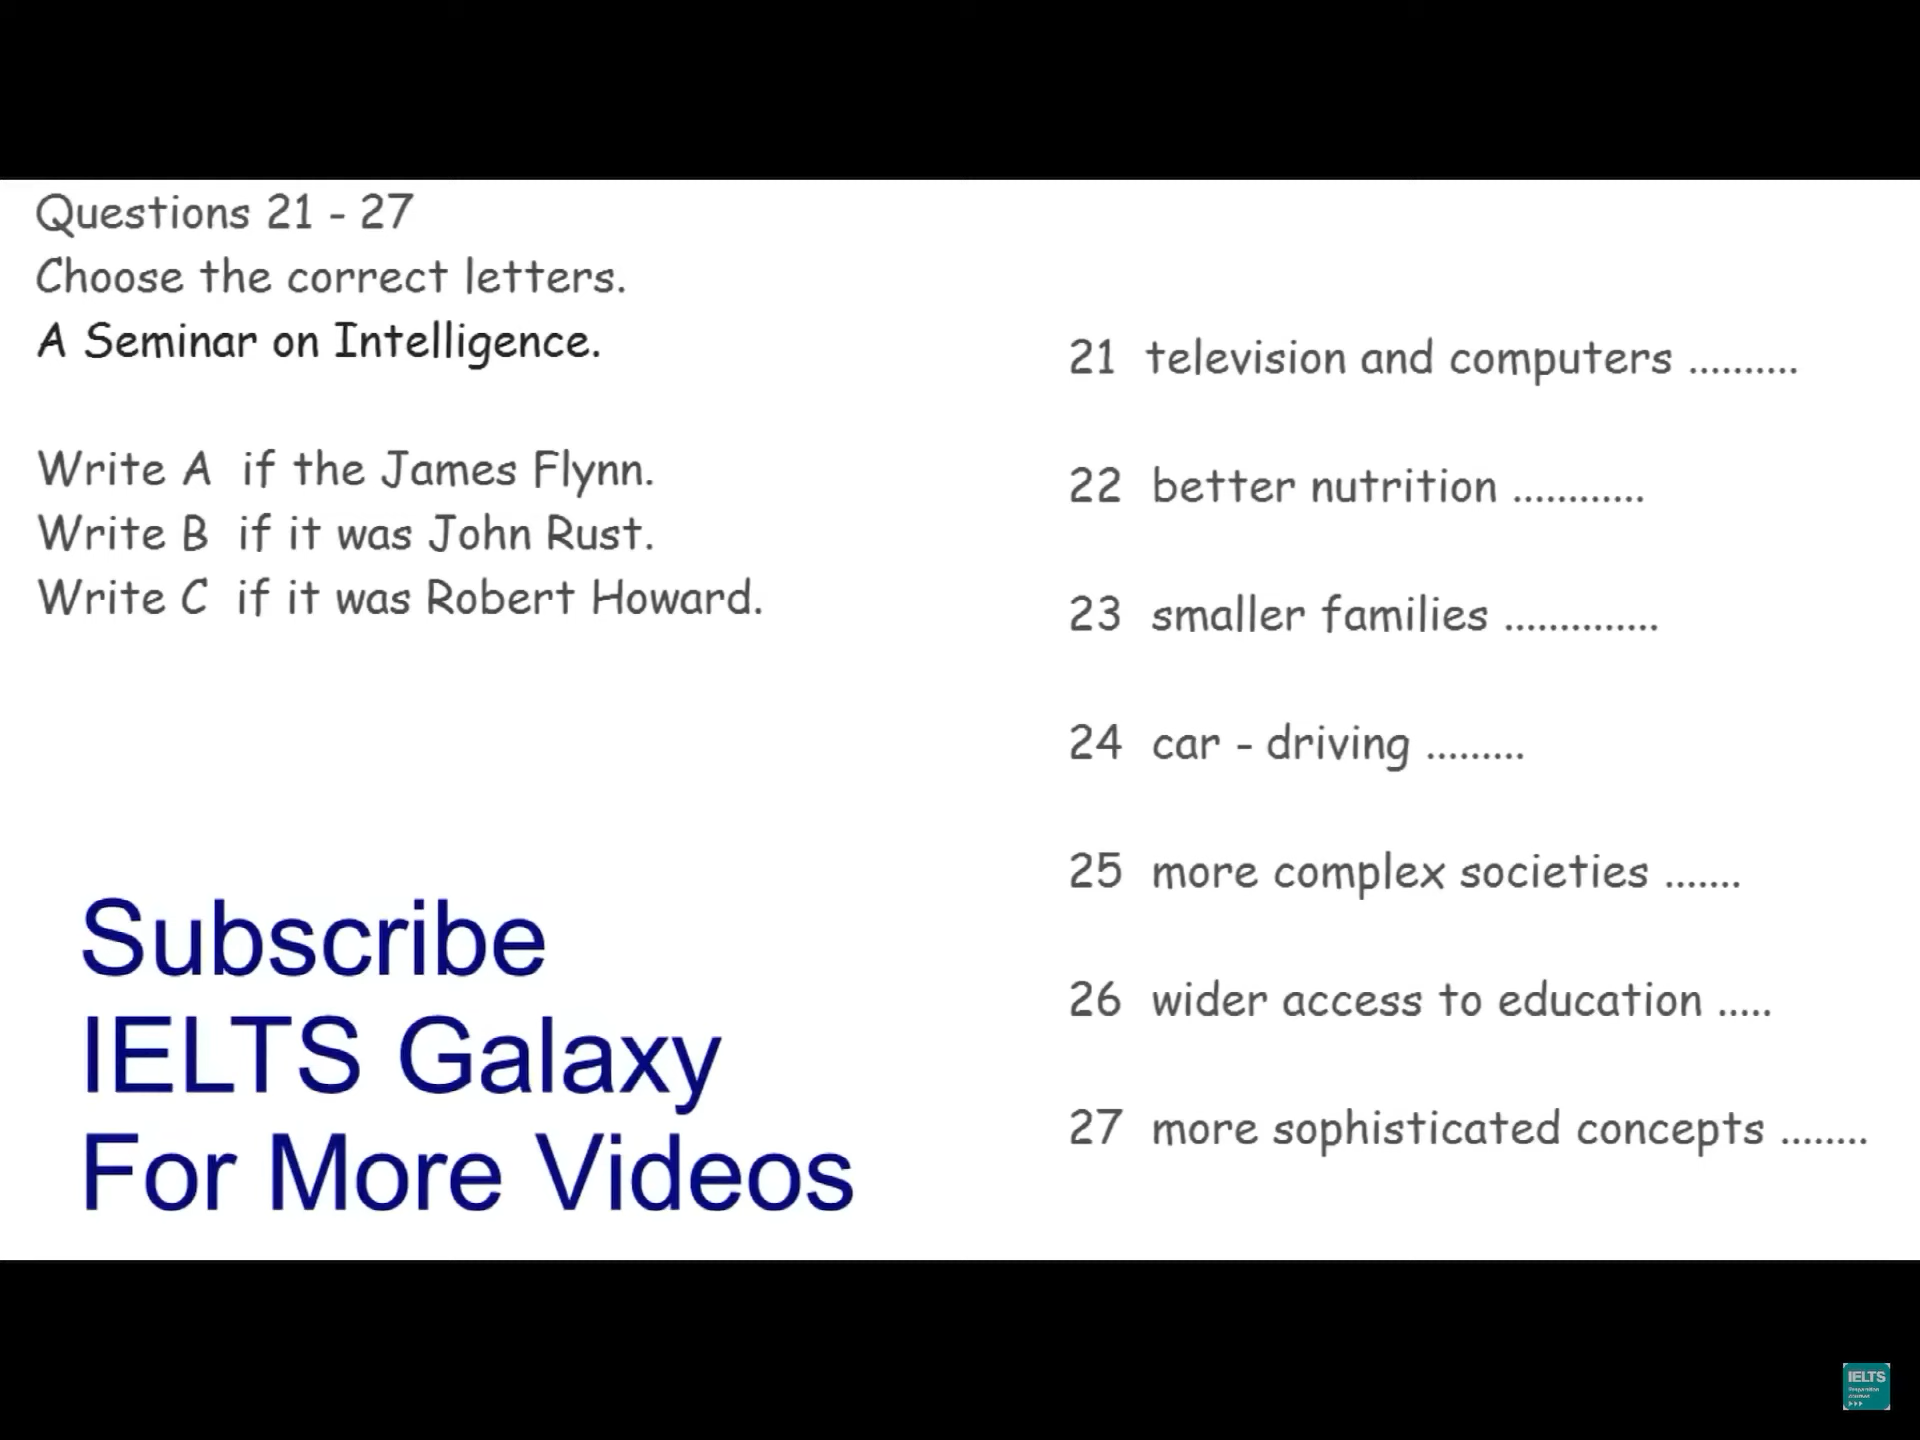 Questions 21 - 27
Choose the correct letters.
A Seminar on Intelligence.
Write A if the James Flynn.
Write B if it was John Rust.
Write C if it was Robert Howard.
21 television and computers ..........
22 better nutrition ............
23 smaller families ..............
24 car - driving .........
25 more complex societies .......
26 wider access to education .....
27 more sophisticated concepts ........
Subscribe
IELTS Galaxy
For More Videos
IELTS